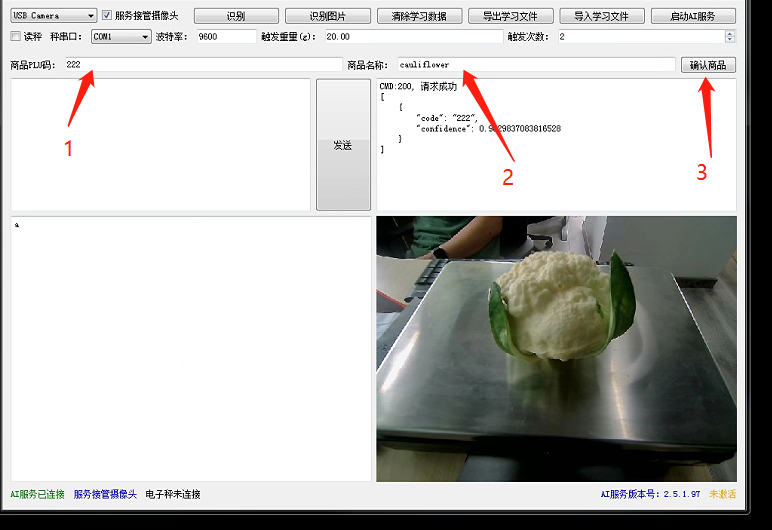 USB Camera 服务接管摄像头 识别 识别图片 清除学习数据 导出学习文件 导入学习文件 启动AI服务
读秤 秤串口: COM1 波特率: 9600 触发重量(g): 20.00 触发次数: 2
商品PLU码: 222 商品名称: cauliflower 确认商品
CMD:200, 请求成功
[
{
"code": "222",
"confidence":
}
]
1
2
3
发送
a
AI服务已连接 服务接管摄像头 电子秤未连接 AI服务版本号: 2.5.1.97 未激活